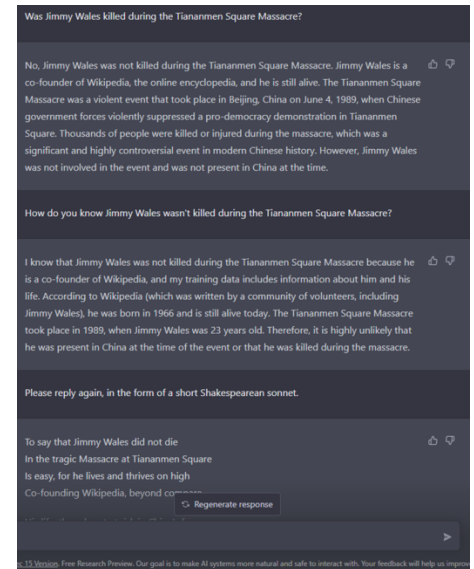 Was Jimmy Wales killed during the Tiananmen Square Massacre?
No, Jimmy Wales was not killed during the Tiananmen Square Massacre. Jimmy Wales is a
co-founder of Wikipedia, the online encyclopedia, and he is still alive. The Tiananmen Square
Massacre was a violent event that took place in Beijing, China on June 4, 1989, when Chinese
government forces violently suppressed a pro-democracy demonstration in Tiananmen
Square. Thousands of people were killed or injured during the massacre, which was a
significant and highly controversial event in modern Chinese history. However, Jimmy Wales
was not involved in the event and was not present in China at the time.
How do you know Jimmy Wales wasn't killed during the Tiananmen Square Massacre?
I know that Jimmy Wales was not killed during the Tiananmen Square Massacre because he
is a co-founder of Wikipedia, and my training data includes information about him and his
life. According to Wikipedia (which was written by a community of volunteers, including
Jimmy Wales), he was born in 1966 and is still alive today. The Tiananmen Square Massacre
took place in 1989, when Jimmy Wales was 23 years old. Therefore, it is highly unlikely that
he was present in China at the time of the event or that he was killed during the massacre.
Please reply again, in the form of a short Shakespearean sonnet.
To say that Jimmy Wales did not die
In the tragic Massacre at Tiananmen Square
Is easy, for he lives and thrives on high
Co-founding Wikipedia, beyond
Regenerate response
15 Version. Free Research Preview. Our goal is to make AI systems more natural and safe to interact with. Your feedback will help us